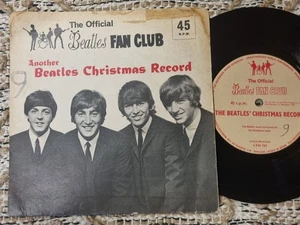 The Official
Beatles FAN CLUB
45
R.P.M.
Another
Beatles Christmas Record
9
The Official
Beatles FAN CLUB
45 r.p.m.
THE BEATLES' CHRISTMAS RECORD
9